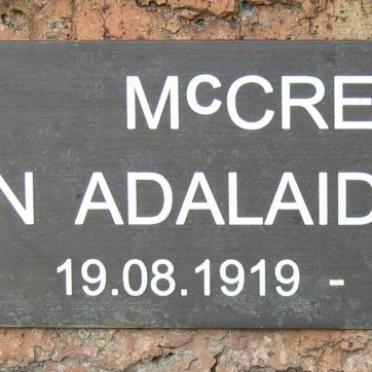 McCRE
N ADALAID
19.08.1919 -